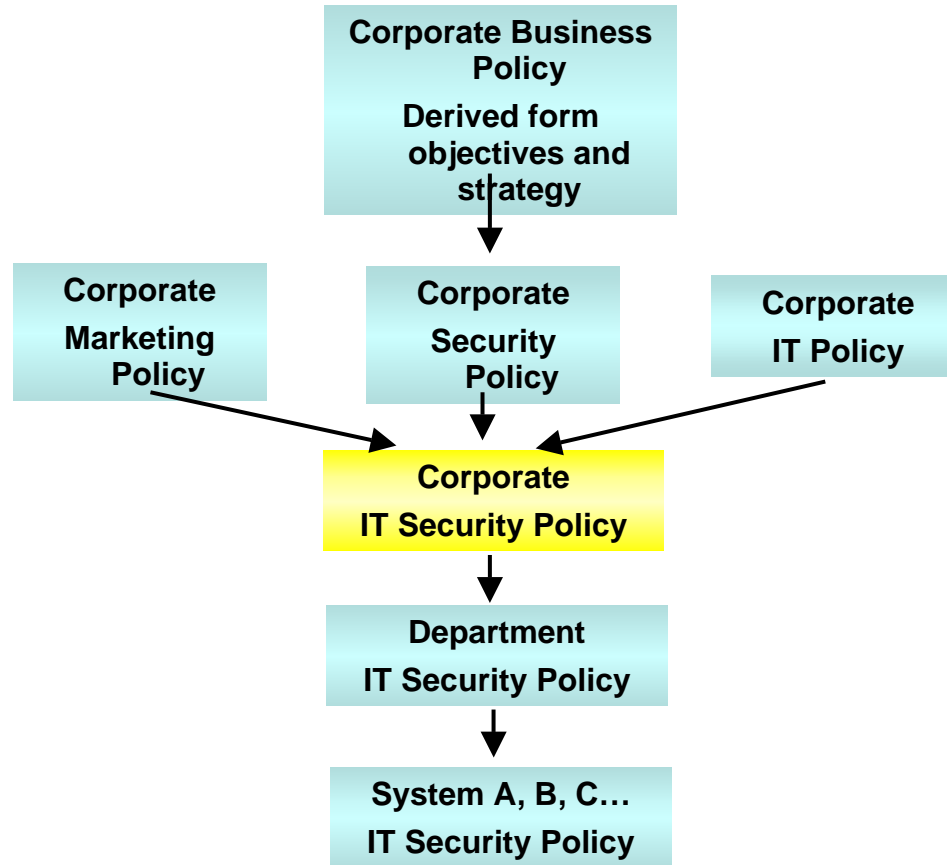 Corporate Business
Policy
Derived form
objectives and
strategy
Corporate
Marketing
Policy
Corporate
Security
Policy
Corporate
IT Policy
Corporate
IT Security Policy
Department
IT Security Policy
System A, B, C…
IT Security Policy